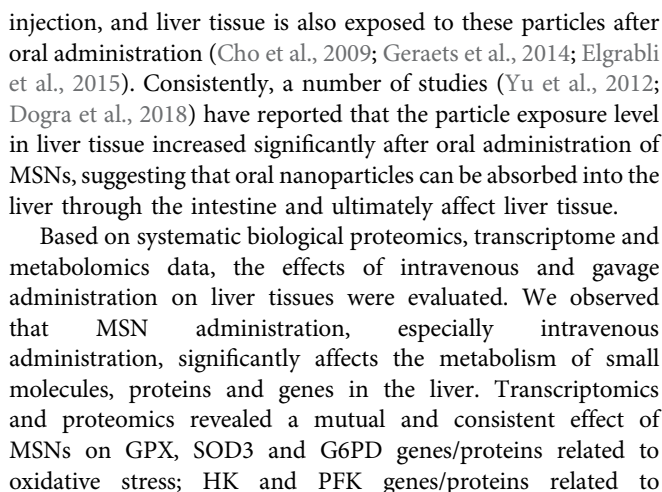 injection, and liver tissue is also exposed to these particles after
oral administration (Cho et al., 2009; Geraets et al., 2014; Elgrabli
et al., 2015). Consistently, a number of studies (Yu et al., 2012;
Dogra et al., 2018) have reported that the particle exposure level
in liver tissue increased significantly after oral administration of
MSNs, suggesting that oral nanoparticles can be absorbed into the
liver through the intestine and ultimately affect liver tissue.
Based on systematic biological proteomics, transcriptome and
metabolomics data, the effects of intravenous and gavage
administration on liver tissues were evaluated. We observed
that MSN administration, especially intravenous
administration, significantly affects the metabolism of small
molecules, proteins and genes in the liver. Transcriptomics
and proteomics revealed a mutual and consistent effect of
MSNs on GPX, SOD3 and G6PD genes/proteins related to
oxidative stress; HK and PFK genes/proteins related to